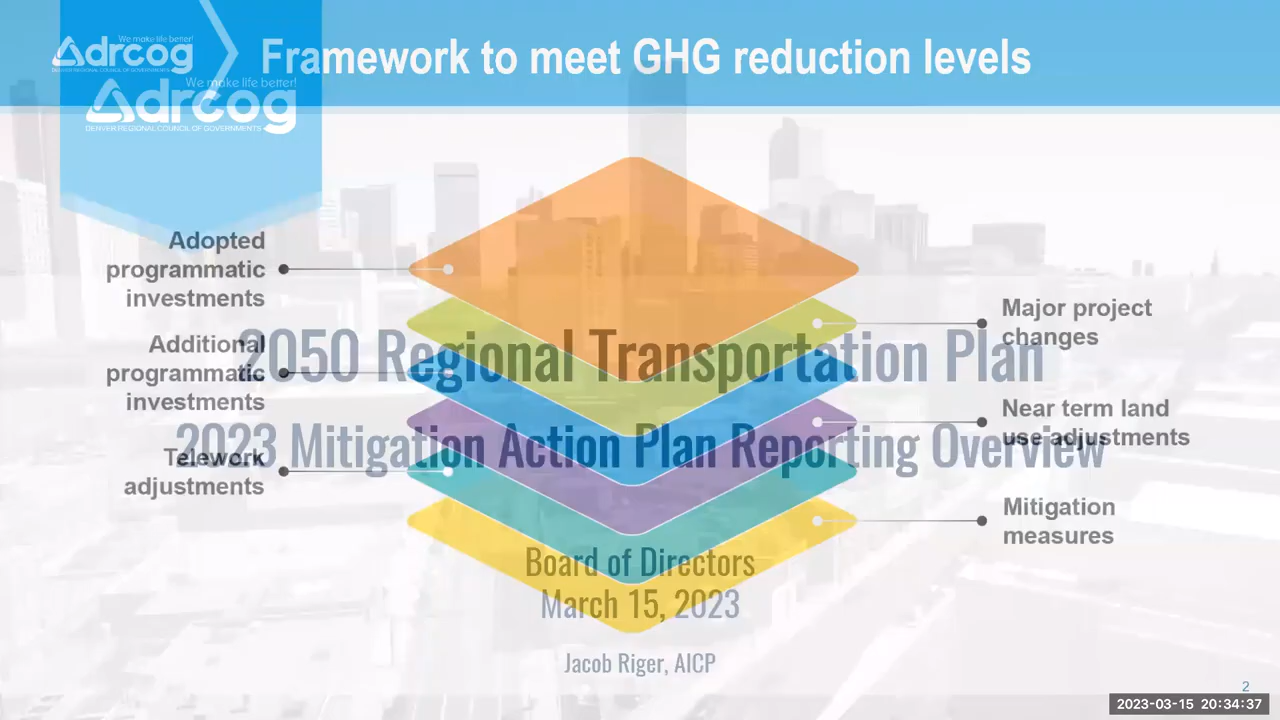 We make life better!
drcog
DENVER REGIONAL COUNCIL OF GOVERNMENTS
Framework to meet GHG reduction levels
We make life better!
drcog
DENVER REGIONAL COUNCIL OF GOVERNMENTS
Adopted
programmatic
investments
Major project
changes
Additional
programmatic
investments
2050 Regional Transportation Plan
Near term land
use adjustments
2023 Mitigation Action Plan Reporting Overview
Telework
adjustments
Mitigation
measures
Board of Directors
March 15, 2023
Jacob Riger, AICP
2
2023-03-15 20:34:37